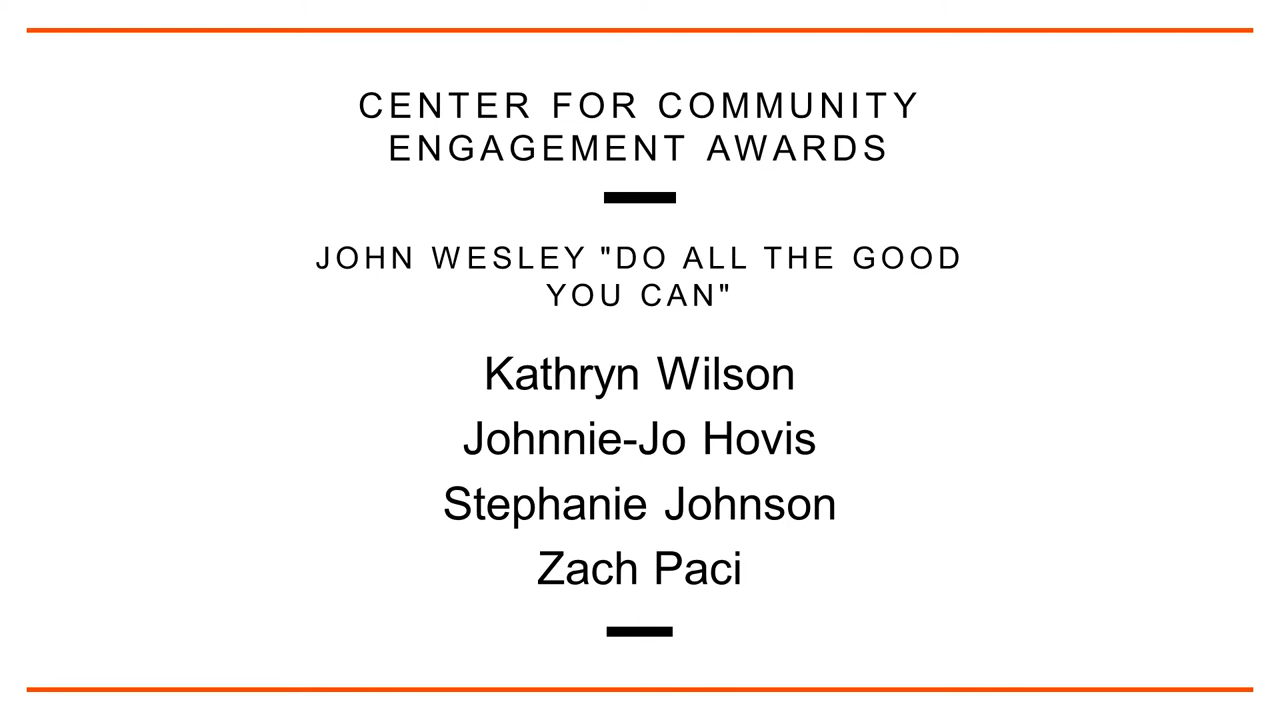 CENTER FOR COMMUNITY
ENGAGEMENT AWARDS
JOHN WESLEY "DO ALL THE GOOD
YOU CAN"
Kathryn Wilson
Johnnie-Jo Hovis
Stephanie Johnson
Zach Paci